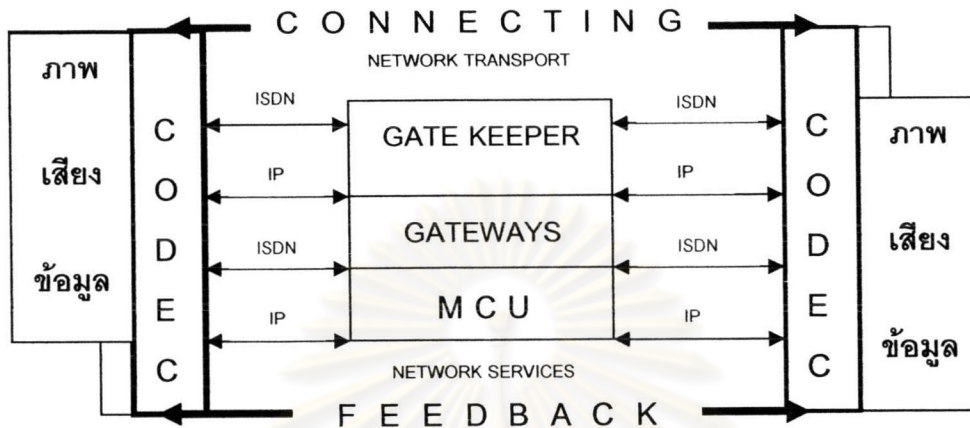 CONNECTING
NETWORK TRANSPORT
ภาพ
เสียง
ข้อมูล
CODEC
ISDN
IP
ISDN
IP
GATE KEEPER
GATEWAYS
MCU
ISDN
IP
ISDN
IP
CODEC
ภาพ
เสียง
ข้อมูล
NETWORK SERVICES
FEEDBACK